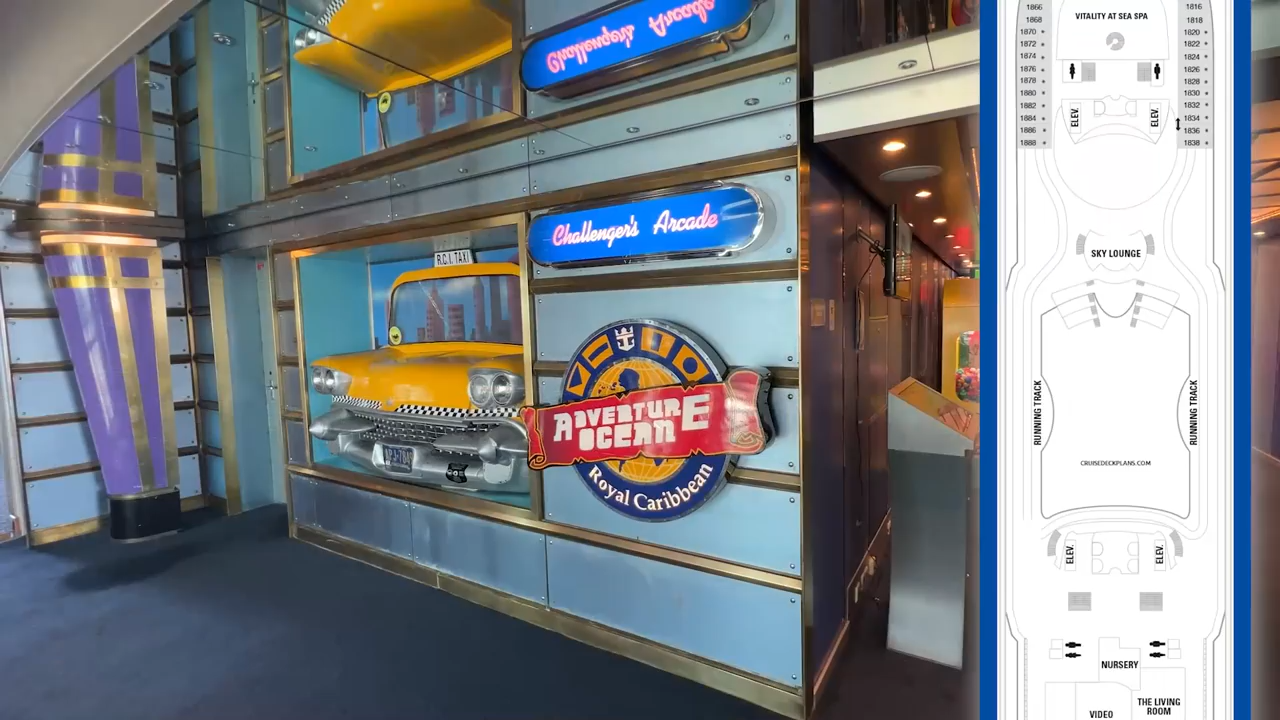 Challenger's Arcade
R.C.I. TAXI
Challenger's Arcade
ADVENTURE
OCEAN
Royal Caribbean
1866
1868
1870
1872
1874
1876
1878
1880
1882
1884
1886
1888
VITALITY AT SEA SPA
1816
1818
1820
1822
1824
1826
1828
1830
1832
1834
1836
1838
ELEV.
ELEV.
SKY LOUNGE
RUNNING TRACK
RUNNING TRACK
CRUISEDECKPLANS.COM
ELEV.
ELEV.
NURSERY
THE LIVING
ROOM
VIDEO